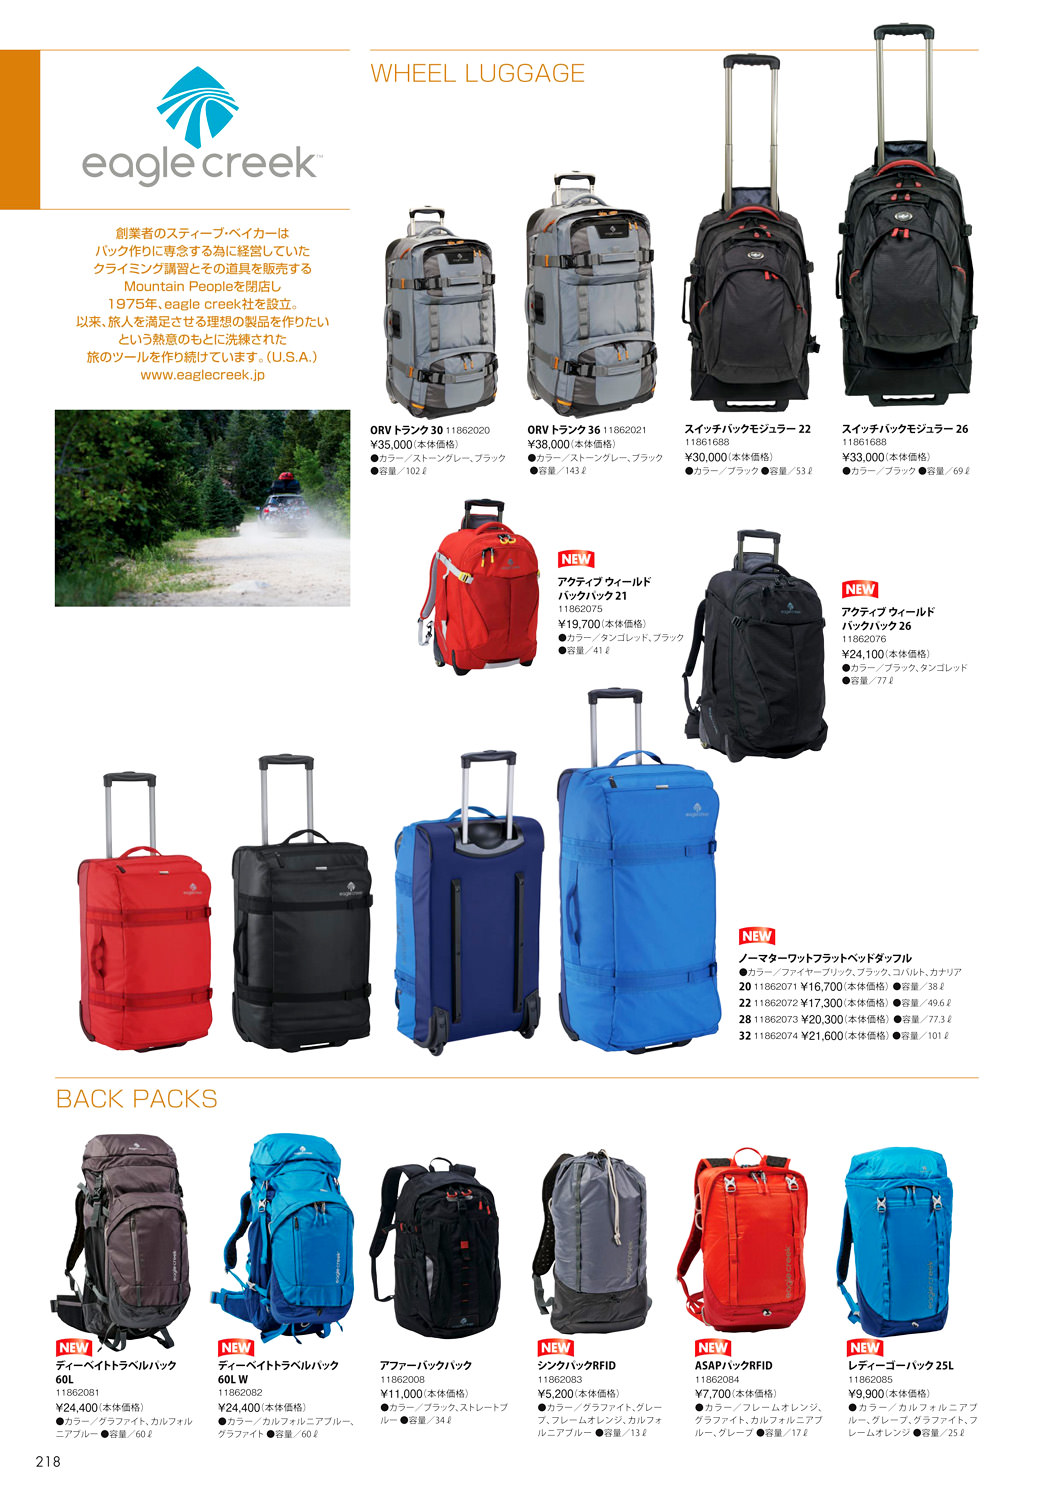 eagle creek™
創業者のスティーブ・ベイカーは
バック作りに専念する為に経営していた
クライミング講習とその道具を販売する
Mountain Peopleを閉店し
1975年、eagle creek社を設立。
以来、旅人を満足させる理想の製品を作りたい
という熱意のもとに洗練された
旅のツールを作り続けています。（U.S.A.）
www.eaglecreek.jp
WHEEL LUGGAGE
ORV トランク 30 11862020
¥35,000（本体価格）
●カラー／ストーングレー、ブラック
●容量／102ℓ
ORV トランク 36 11862021
¥38,000（本体価格）
●カラー／ストーングレー、ブラック
●容量／143ℓ
スイッチバックモジュラー 22
11861688
¥30,000（本体価格）
●カラー／ブラック ●容量／53ℓ
スイッチバックモジュラー 26
11861688
¥33,000（本体価格）
●カラー／ブラック ●容量／69ℓ
NEW
アクティブ ウィールド
バックパック 21
11862075
¥19,700（本体価格）
●カラー／タンゴレッド、ブラック
●容量／41ℓ
NEW
アクティブ ウィールド
バックパック 26
11862076
¥24,100（本体価格）
●カラー／ブラック、タンゴレッド
●容量／77ℓ
eagle creek
eagle creek
eagle creek
NEW
ノーマターワットフラットベッドダッフル
●カラー／ファイヤーブリック、ブラック、コバルト、カナリア
20 11862071 ¥16,700（本体価格） ●容量／38ℓ
22 11862072 ¥17,300（本体価格） ●容量／49.6ℓ
28 11862073 ¥20,300（本体価格） ●容量／77.3ℓ
32 11862074 ¥21,600（本体価格） ●容量／101ℓ
BACK PACKS
eagle creek
eagle creek
eagle creek
eagle creek
eagle creek
NEW
ディーベイトトラベルパック
60L
11862081
¥24,400（本体価格）
●カラー／グラファイト、カルフォル
ニアブルー ●容量／60ℓ
NEW
ディーベイトトラベルパック
60L W
11862082
¥24,400（本体価格）
●カラー／カルフォルニアブルー、
グラファイト ●容量／60ℓ
アファーバックパック
11862008
¥11,000（本体価格）
●カラー／ブラック、ストレートブ
ルー ●容量／34ℓ
NEW
シンクパックRFID
11862083
¥5,200（本体価格）
●カラー／グラファイト、グレー
プ、フレームオレンジ、カルフォ
ルニアブルー ●容量／13ℓ
NEW
ASAPパックRFID
11862084
¥7,700（本体価格）
●カラー／フレームオレンジ、
グラファイト、カルフォルニアブ
ルー、グレープ ●容量／17ℓ
NEW
レディーゴーパック 25L
11862085
¥9,900（本体価格）
●カラー／カルフォルニアブ
ルー、グレープ、グラファイト、フ
レームオレンジ ●容量／25ℓ
218